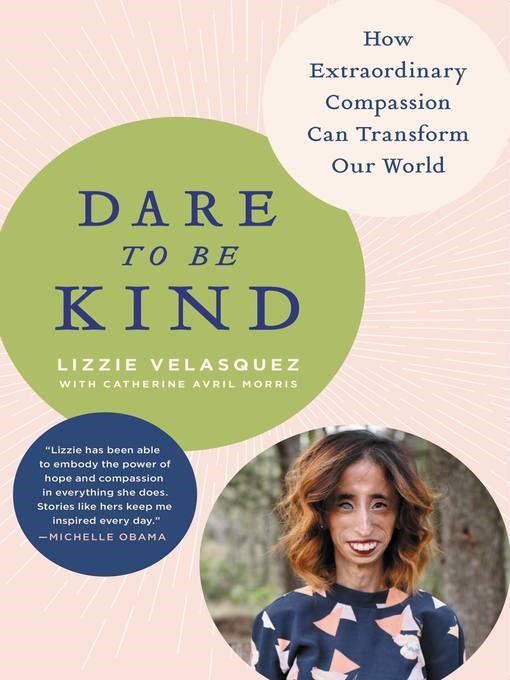 How
Extraordinary
Compassion
Can Transform
Our World
DARE
TO BE
KIND
LIZZIE VELASQUEZ
WITH CATHERINE AVRIL MORRIS
“Lizzie has been able
to embody the power of
hope and compassion
in everything she does.
Stories like hers keep me
inspired every day.”
—MICHELLE OBAMA